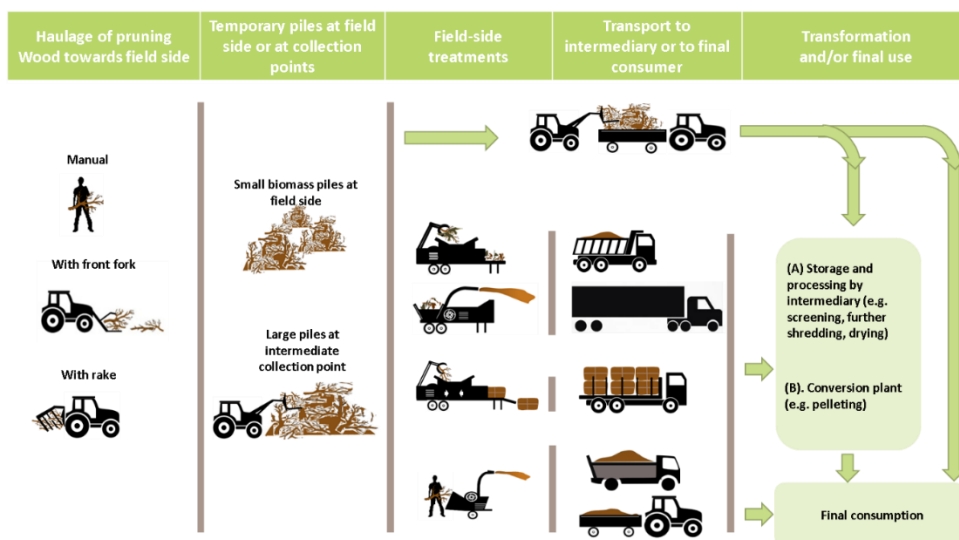 Haulage of pruning
Wood towards field side
Temporary piles at field
side or at collection
points
Field-side
treatments
Transport to
intermediary or to final
consumer
Transformation
and/or final use
Manual
With front fork
With rake
Small biomass piles at
field side
Large piles at
intermediate
collection point
(A) Storage and
processing by
intermediary (e.g.
screening, further
shredding, drying)
(B). Conversion plant
(e.g. pelleting)
Final consumption